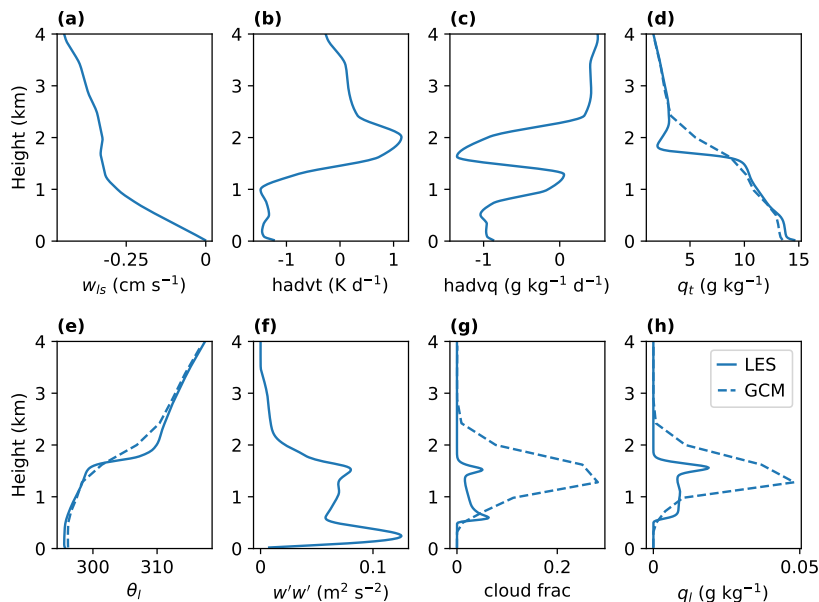 (a) (b) (c) (d)
4 4 4 4
3 3 3 3
2 2 2 2
1 1 1 1
0 0 0 0
Height (km)
-0.25 0 -1 0 1 -1 0 5 10 15
w_ls (cm s⁻¹) hadvt (K d⁻¹) hadvq (g kg⁻¹ d⁻¹) q_t (g kg⁻¹)
(e) (f) (g) (h)
4 4 4 4
3 3 3 3
2 2 2 2
1 1 1 1
0 0 0 0
Height (km)
LES
GCM
300 310 0 0.1 0 0.2 0 0.05
θ_l w'w' (m² s⁻²) cloud frac q_l (g kg⁻¹)